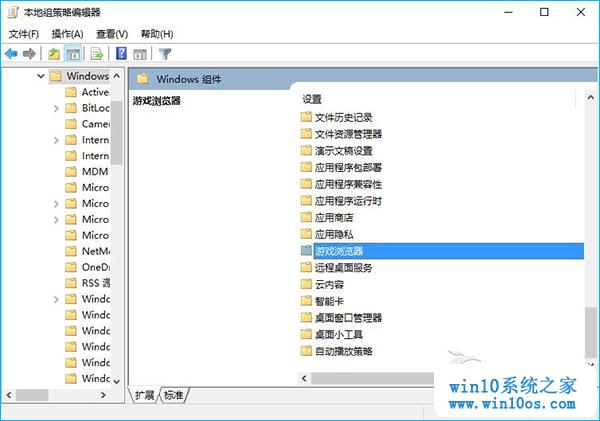 本地组策略编辑器
文件(F) 操作(A) 查看(V) 帮助(H)
Windows
Active.
BitLoc
Came
Intern
Interr
MDM
Micro
Micro
Micro
Micro
NetMe
OneDr
RSS 源
Windo
Windo
Windc
Windc
Windc
Windc
Windows 组件
游戏浏览器
设置
文件历史记录
文件资源管理器
演示文稿设置
应用程序包部署
应用程序兼容性
应用程序运行时
应用商店
应用隐私
游戏浏览器
远程桌面服务
云内容
智能卡
桌面窗口管理器
桌面小工具
自动播放策略
扩展 标准
win10系统之家
www.win10os.com